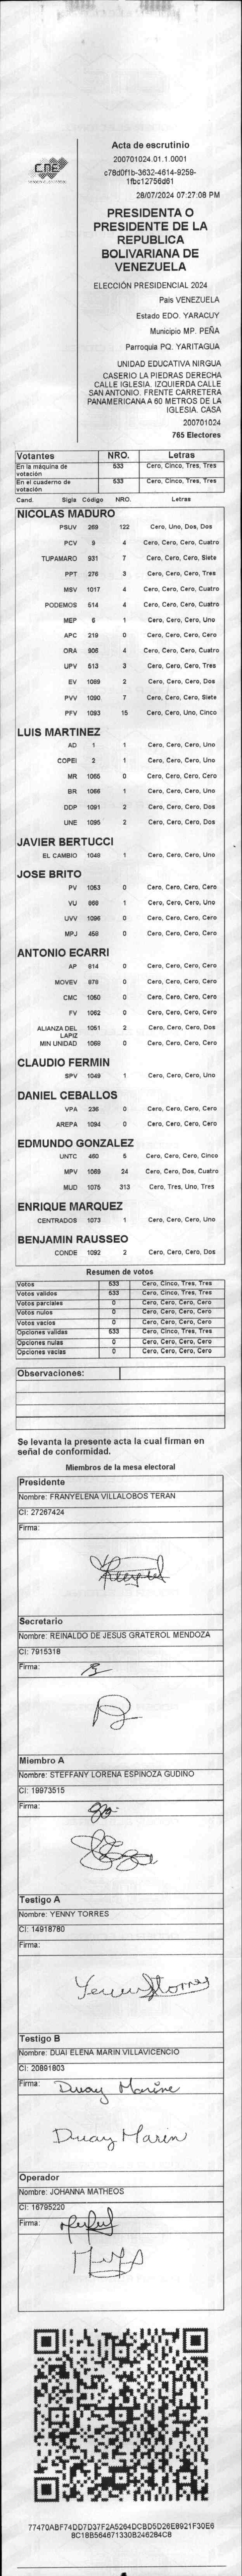 CNE
Acta de escrutinio
200701024.01.1.0001
c78d0f1b-3632-4614-9259-
1fbc12756d61
28/07/2024 07:27:08 PM
PRESIDENTA O
PRESIDENTE DE LA
REPUBLICA
BOLIVARIANA DE
VENEZUELA
ELECCIÓN PRESIDENCIAL 2024
País VENEZUELA
Estado EDO. YARACUY
Municipio MP. PEÑA
Parroquia PQ. YARITAGUA
UNIDAD EDUCATIVA NIRGUA
CASERIO LA PIEDRAS DERECHA
CALLE IGLESIA. IZQUIERDA CALLE
SAN ANTONIO. FRENTE CARRETERA
PANAMERICANA A 60 METROS DE LA
IGLESIA. CASA
200701024
765 Electores
Votantes NRO. Letras
En la máquina de votación 533 Cero, Cinco, Tres, Tres
En el cuaderno de votación 533 Cero, Cinco, Tres, Tres
Cand. Sigla Código NRO. Letras
NICOLAS MADURO
PSUV 269 122 Cero, Uno, Dos, Dos
PCV 9 4 Cero, Cero, Cero, Cuatro
TUPAMARO 931 7 Cero, Cero, Cero, Siete
PPT 276 3 Cero, Cero, Cero, Tres
MSV 1017 4 Cero, Cero, Cero, Cuatro
PODEMOS 514 4 Cero, Cero, Cero, Cuatro
MEP 6 1 Cero, Cero, Cero, Uno
APC 219 0 Cero, Cero, Cero, Cero
ORA 906 4 Cero, Cero, Cero, Cuatro
UPV 513 3 Cero, Cero, Cero, Tres
EV 1089 2 Cero, Cero, Cero, Dos
PVV 1090 7 Cero, Cero, Cero, Siete
PFV 1093 15 Cero, Cero, Uno, Cinco
LUIS MARTINEZ
AD 1 1 Cero, Cero, Cero, Uno
COPEI 2 1 Cero, Cero, Cero, Uno
MR 1065 0 Cero, Cero, Cero, Cero
BR 1066 1 Cero, Cero, Cero, Uno
DDP 1091 2 Cero, Cero, Cero, Dos
UNE 1095 2 Cero, Cero, Cero, Dos
JAVIER BERTUCCI
EL CAMBIO 1048 1 Cero, Cero, Cero, Uno
JOSE BRITO
PV 1063 0 Cero, Cero, Cero, Cero
VU 868 1 Cero, Cero, Cero, Uno
UVV 1096 0 Cero, Cero, Cero, Cero
MPJ 458 0 Cero, Cero, Cero, Cero
ANTONIO ECARRI
AP 814 0 Cero, Cero, Cero, Cero
MOVEV 878 0 Cero, Cero, Cero, Cero
CMC 1050 0 Cero, Cero, Cero, Cero
FV 1062 0 Cero, Cero, Cero, Cero
ALIANZA DEL LAPIZ 1051 2 Cero, Cero, Cero, Dos
MIN UNIDAD 1069 0 Cero, Cero, Cero, Cero
CLAUDIO FERMIN
SPV 1049 1 Cero, Cero, Cero, Uno
DANIEL CEBALLOS
VPA 236 0 Cero, Cero, Cero, Cero
AREPA 1094 0 Cero, Cero, Cero, Cero
EDMUNDO GONZALEZ
UNTC 460 5 Cero, Cero, Cero, Cinco
MPV 1088 24 Cero, Cero, Dos, Cuatro
MUD 1075 313 Cero, Tres, Uno, Tres
ENRIQUE MARQUEZ
CENTRADOS 1073 1 Cero, Cero, Cero, Uno
BENJAMIN RAUSSEO
CONDE 1092 2 Cero, Cero, Cero, Dos
Resumen de votos
Votos 533 Cero, Cinco, Tres, Tres
Votos validos 533 Cero, Cinco, Tres, Tres
Votos parciales 0 Cero, Cero, Cero, Cero
Votos nulos 0 Cero, Cero, Cero, Cero
Votos vacios 0 Cero, Cero, Cero, Cero
Opciones validas 533 Cero, Cinco, Tres, Tres
Opciones nulas 0 Cero, Cero, Cero, Cero
Opciones vacias 0 Cero, Cero, Cero, Cero
Observaciones:
Se levanta la presente acta la cual firman en
señal de conformidad.
Miembros de la mesa electoral
Presidente
Nombre: FRANYELENA VILLALOBOS TERAN
CI: 27267424
Firma:
Secretario
Nombre: REINALDO DE JESUS GRATEROL MENDOZA
CI: 7915318
Firma:
Miembro A
Nombre: STEFFANY LORENA ESPINOZA GUDIÑO
CI: 19973515
Firma:
Testigo A
Nombre: YENNY TORRES
CI: 14918780
Firma:
Testigo B
Nombre: DUAI ELENA MARIN VILLAVICENCIO
CI: 20891803
Firma: Duay Marine
Duay Maren
Operador
Nombre: JOHANNA MATHEOS
CI: 16795220
Firma:
77470ABF74DD7D37F2A5264DCBD5D26E8921F30E6
8C18B564671330B246284C8